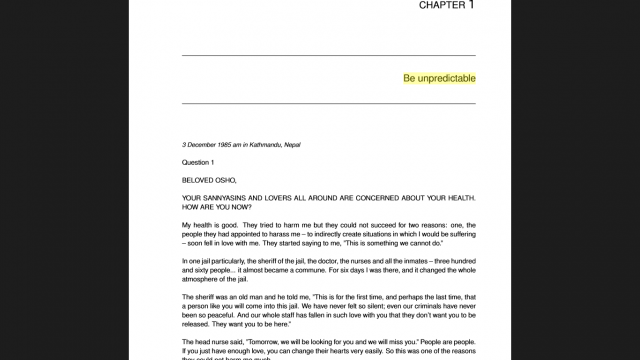 CHAPTER 1
Be unpredictable
3 December 1985 am in Kathmandu, Nepal
Question 1
BELOVED OSHO,
YOUR SANNYASINS AND LOVERS ALL AROUND ARE CONCERNED ABOUT YOUR HEALTH.
HOW ARE YOU NOW?
My health is good. They tried to harm me but they could not succeed for two reasons: one, the
people they had appointed to harass me – to indirectly create situations in which I would be suffering
– soon fell in love with me. They started saying to me, "This is something we cannot do."
In one jail particularly, the sheriff of the jail, the doctor, the nurses and all the inmates – three hundred
and sixty people... it almost became a commune. For six days I was there, and it changed the whole
atmosphere of the jail.
The sheriff was an old man and he told me, "This is for the first time, and perhaps the last time, that
a person like you will come into this jail. We have never felt so silent; even our criminals have never
been so peaceful. And our whole staff has fallen in such love with you that they don't want you to be
released. They want you to be here."
The head nurse said, "Tomorrow, we will be looking for you and we will miss you." People are people.
If you just have enough love, you can change their hearts very easily. So this was one of the reasons
they could not harm me much.